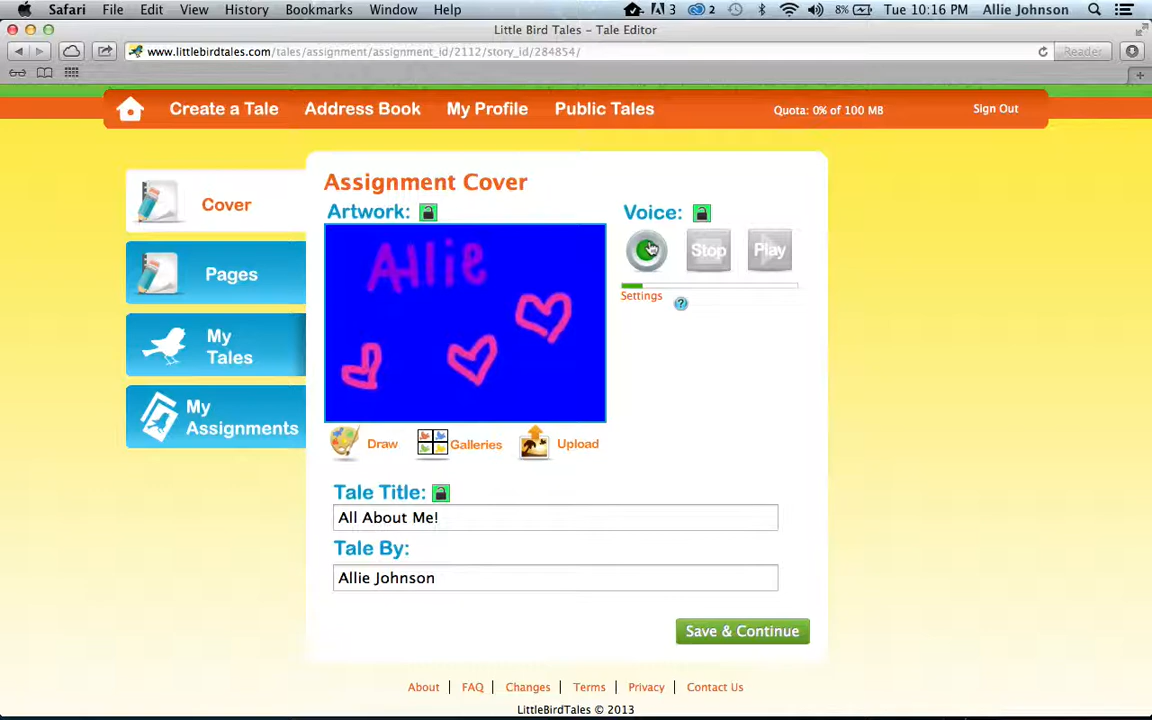 Safari File Edit View History Bookmarks Window Help 3 2 8% Tue 10:16 PM Allie Johnson
Little Bird Tales – Tale Editor
www.littlebirdtales.com/tales/assignment/assignment_id/2112/story_id/284854/ Reader
Create a Tale Address Book My Profile Public Tales Quota: 0% of 100 MB Sign Out
Cover
Pages
My
Tales
My
Assignments
Assignment Cover
Artwork:
Allie
Draw Galleries Upload
Voice:
Stop Play
Settings ?
Tale Title:
All About Me!
Tale By:
Allie Johnson
Save & Continue
About | FAQ | Changes | Terms | Privacy | Contact Us
LittleBirdTales © 2013